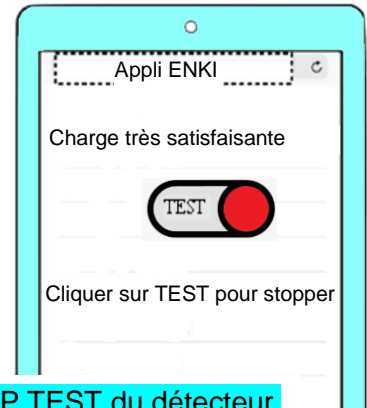 Appli ENKI
Charge très satisfaisante
TEST
Cliquer sur TEST pour stopper
P TEST du détecteur